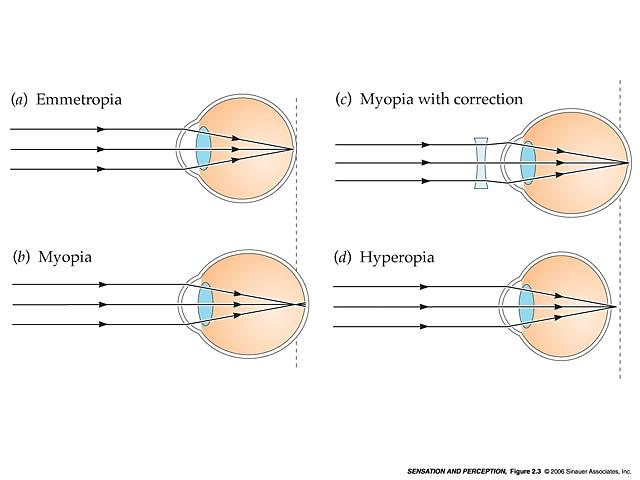 (a) Emmetropia
(b) Myopia
(c) Myopia with correction
(d) Hyperopia
SENSATION AND PERCEPTION, Figure 2.3 © 2006 Sinauer Associates, Inc.